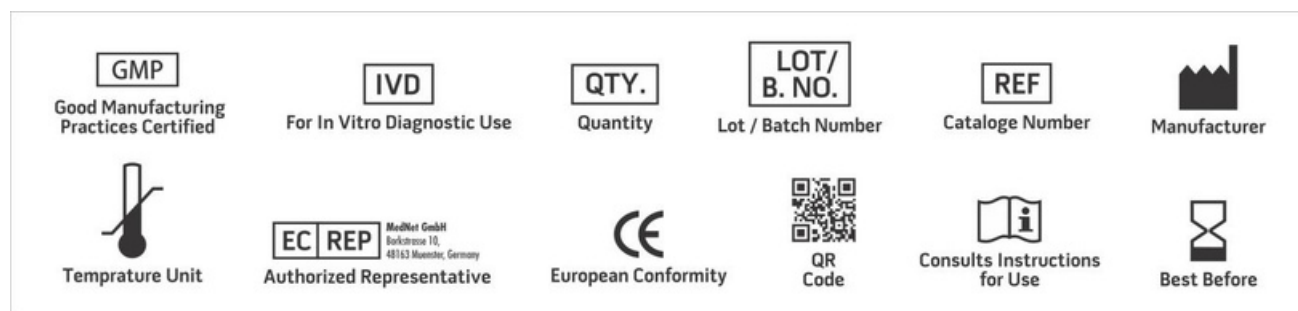 GMP
Good Manufacturing
Practices Certified
IVD
For In Vitro Diagnostic Use
QTY.
Quantity
LOT/
B. NO.
Lot / Batch Number
REF
Cataloge Number
Manufacturer
Temprature Unit
EC REP
MedNet GmbH
Borkstrasse 10,
48163 Muenster, Germany
Authorized Representative
CE
European Conformity
QR
Code
i
Consults Instructions
for Use
Best Before